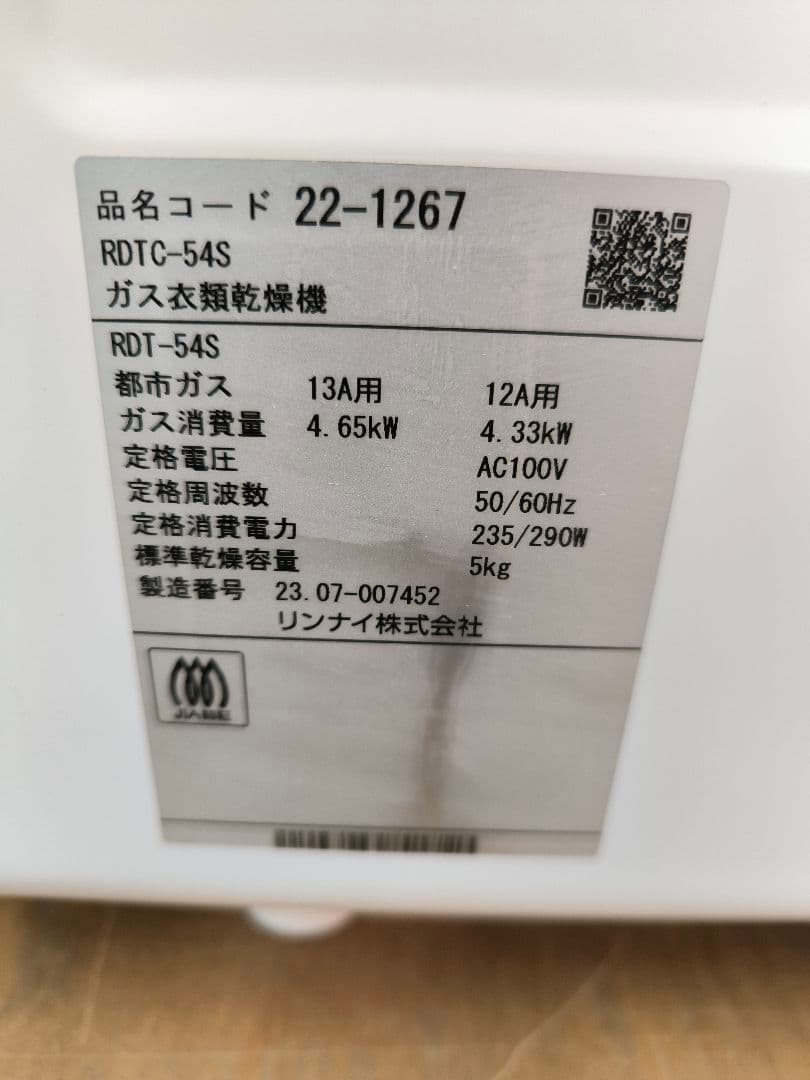 品名コード 22-1267
RDTC-54S
ガス衣類乾燥機
RDT-54S
都市ガス 13A用 12A用
ガス消費量 4.65kW 4.33kW
定格電圧 AC100V
定格周波数 50/60Hz
定格消費電力 235/290W
標準乾燥容量 5kg
製造番号 23.07-007452
リンナイ株式会社